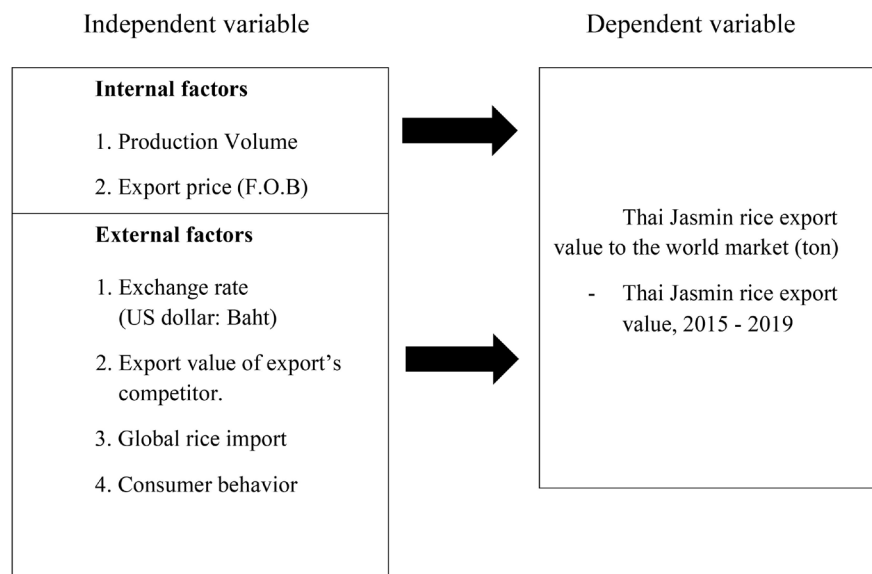 Independent variable
Dependent variable
Internal factors
1. Production Volume
2. Export price (F.O.B)
External factors
1. Exchange rate
(US dollar: Baht)
2. Export value of export’s
competitor.
3. Global rice import
4. Consumer behavior
Thai Jasmin rice export
value to the world market (ton)
- Thai Jasmin rice export
value, 2015 - 2019